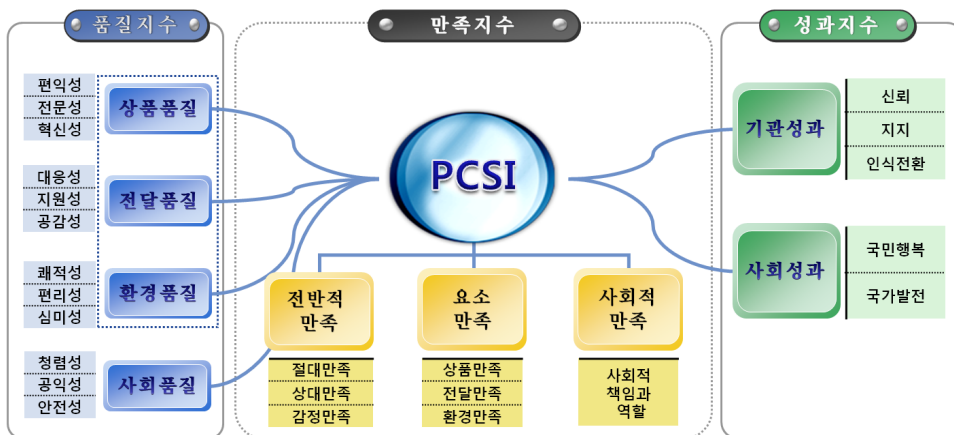 품질지수
만족지수
성과지수
편익성
전문성
혁신성
상품품질
대응성
지원성
공감성
전달품질
쾌적성
편리성
심미성
환경품질
청렴성
공익성
안전성
사회품질
PCSI
전반적
만족
절대만족
상대만족
감정만족
요소
만족
상품만족
전달만족
환경만족
사회적
만족
사회적
책임과
역할
기관성과
신뢰
지지
인식전환
사회성과
국민행복
국가발전